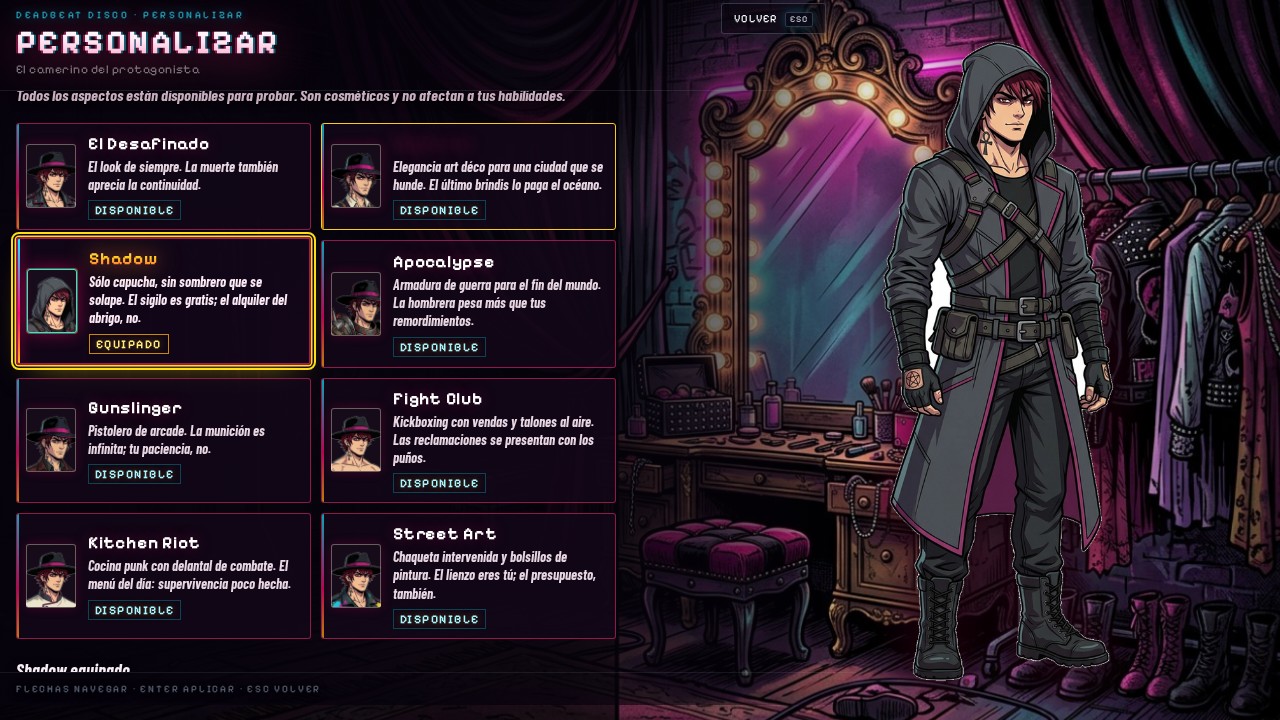 DEADBEAT DISCO · PERSONALIZAR
PERSONALIZAR
El camerino del protagonista
VOLVER ESC
Todos los aspectos están disponibles para probar. Son cosméticos y no afectan a tus habilidades.
El Desafinado
El look de siempre. La muerte también
aprecia la continuidad.
DISPONIBLE
Elegancia art déco para una ciudad que se
hunde. El último brindis lo paga el océano.
DISPONIBLE
Shadow
Sólo capucha, sin sombrero que se
solape. El sigilo es gratis; el alquiler del
abrigo, no.
EQUIPADO
Apocalypse
Armadura de guerra para el fin del mundo.
La hombrera pesa más que tus
remordimientos.
DISPONIBLE
Gunslinger
Pistolero de arcade. La munición es
infinita; tu paciencia, no.
DISPONIBLE
Fight Club
Kickboxing con vendas y talones al aire.
Las reclamaciones se presentan con los
puños.
DISPONIBLE
Kitchen Riot
Cocina punk con delantal de combate. El
menú del día: supervivencia poco hecha.
DISPONIBLE
Street Art
Chaqueta intervenida y bolsillos de
pintura. El lienzo eres tú; el presupuesto,
también.
DISPONIBLE
Shadow equipado
FLECHAS NAVEGAR · ENTER APLICAR · ESC VOLVER